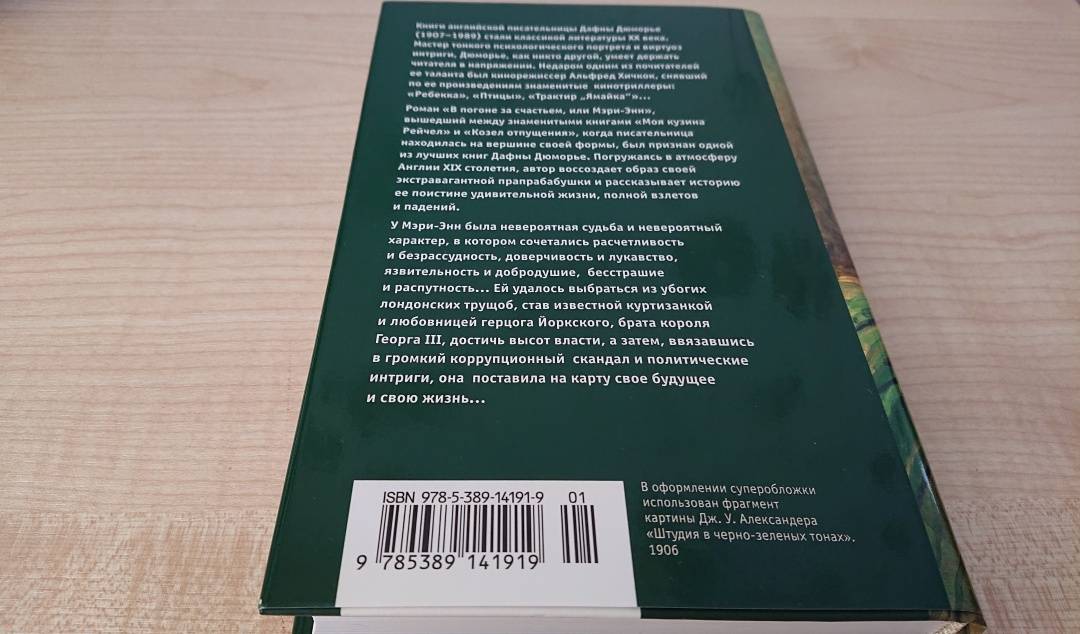 Книги английской писательницы Дафны Дюморье
(1907–1989) стали классикой литературы XX века.
Мастер тонкого психологического портрета и виртуоз
интриги, Дюморье, как никто другой, умеет держать
читателя в напряжении. Недаром одним из почитателей
ее таланта был кинорежиссер Альфред Хичкок, снявший
по ее произведениям знаменитые кинотриллеры:
«Ребекка», «Птицы», «Трактир „Ямайка“»...
Роман «В погоне за счастьем, или Мэри-Энн»,
вышедший между знаменитыми книгами «Моя кузина
Рейчел» и «Козел отпущения», когда писательница
находилась на вершине своей формы, был признан одной
из лучших книг Дафны Дюморье. Погружаясь в атмосферу
Англии XIX столетия, автор воссоздает образ своей
экстравагантной прапрабабушки и рассказывает историю
ее поистине удивительной жизни, полной взлетов
и падений.
У Мэри-Энн была невероятная судьба и невероятный
характер, в котором сочетались расчетливость
и безрассудность, доверчивость и лукавство,
язвительность и добродушие, бесстрашие
и распутность... Ей удалось выбраться из убогих
лондонских трущоб, став известной куртизанкой
и любовницей герцога Йоркского, брата короля
Георга III, достичь высот власти, а затем, ввязавшись
в громкий коррупционный скандал и политические
интриги, она поставила на карту свое будущее
и свою жизнь...
ISBN 978-5-389-14191-9 01
9 785389 141919
В оформлении суперобложки
использован фрагмент
картины Дж. У. Александера
«Штудия в черно-зеленых тонах»,
1906